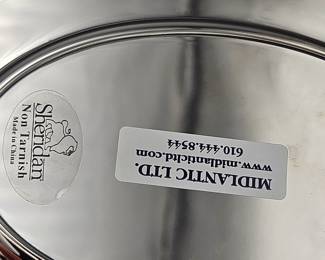 Sheridan
Non Tarnish
Made in China
MIDLANTIC LTD.
www.midlanticltd.com
610.444.8544